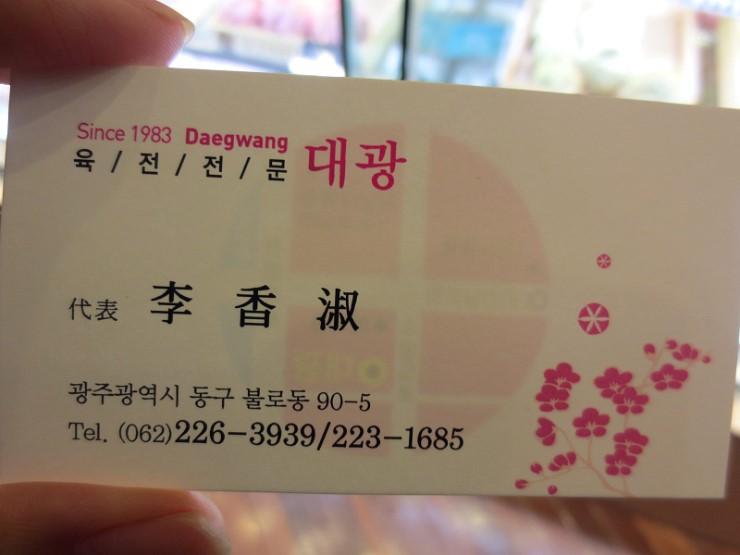 Since 1983 Daegwang
육/전/전/문 대광
代表 李香淑
광주광역시 동구 불로동 90-5
Tel. (062)226-3939/223-1685